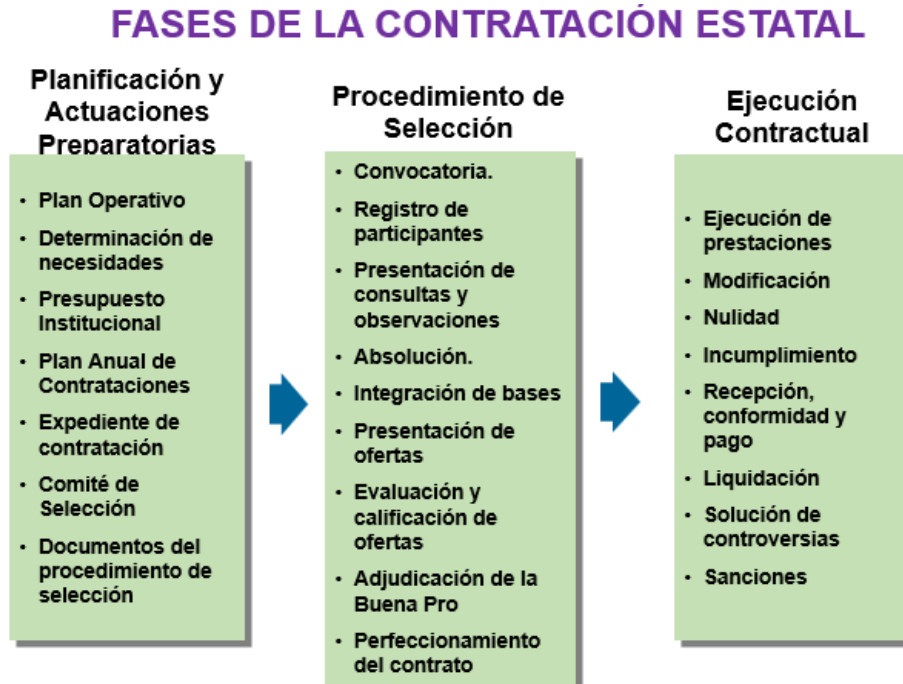 FASES DE LA CONTRATACIÓN ESTATAL
Planificación y
Actuaciones
Preparatorias
• Plan Operativo
• Determinación de
necesidades
• Presupuesto
Institucional
• Plan Anual de
Contrataciones
• Expediente de
contratación
• Comité de
Selección
• Documentos del
procedimiento de
selección
Procedimiento de
Selección
• Convocatoria.
• Registro de
participantes
• Presentación de
consultas y
observaciones
• Absolución.
• Integración de bases
• Presentación de
ofertas
• Evaluación y
calificación de
ofertas
• Adjudicación de la
Buena Pro
• Perfeccionamiento
del contrato
Ejecución
Contractual
• Ejecución de
prestaciones
• Modificación
• Nulidad
• Incumplimiento
• Recepción,
conformidad y
pago
• Liquidación
• Solución de
controversias
• Sanciones